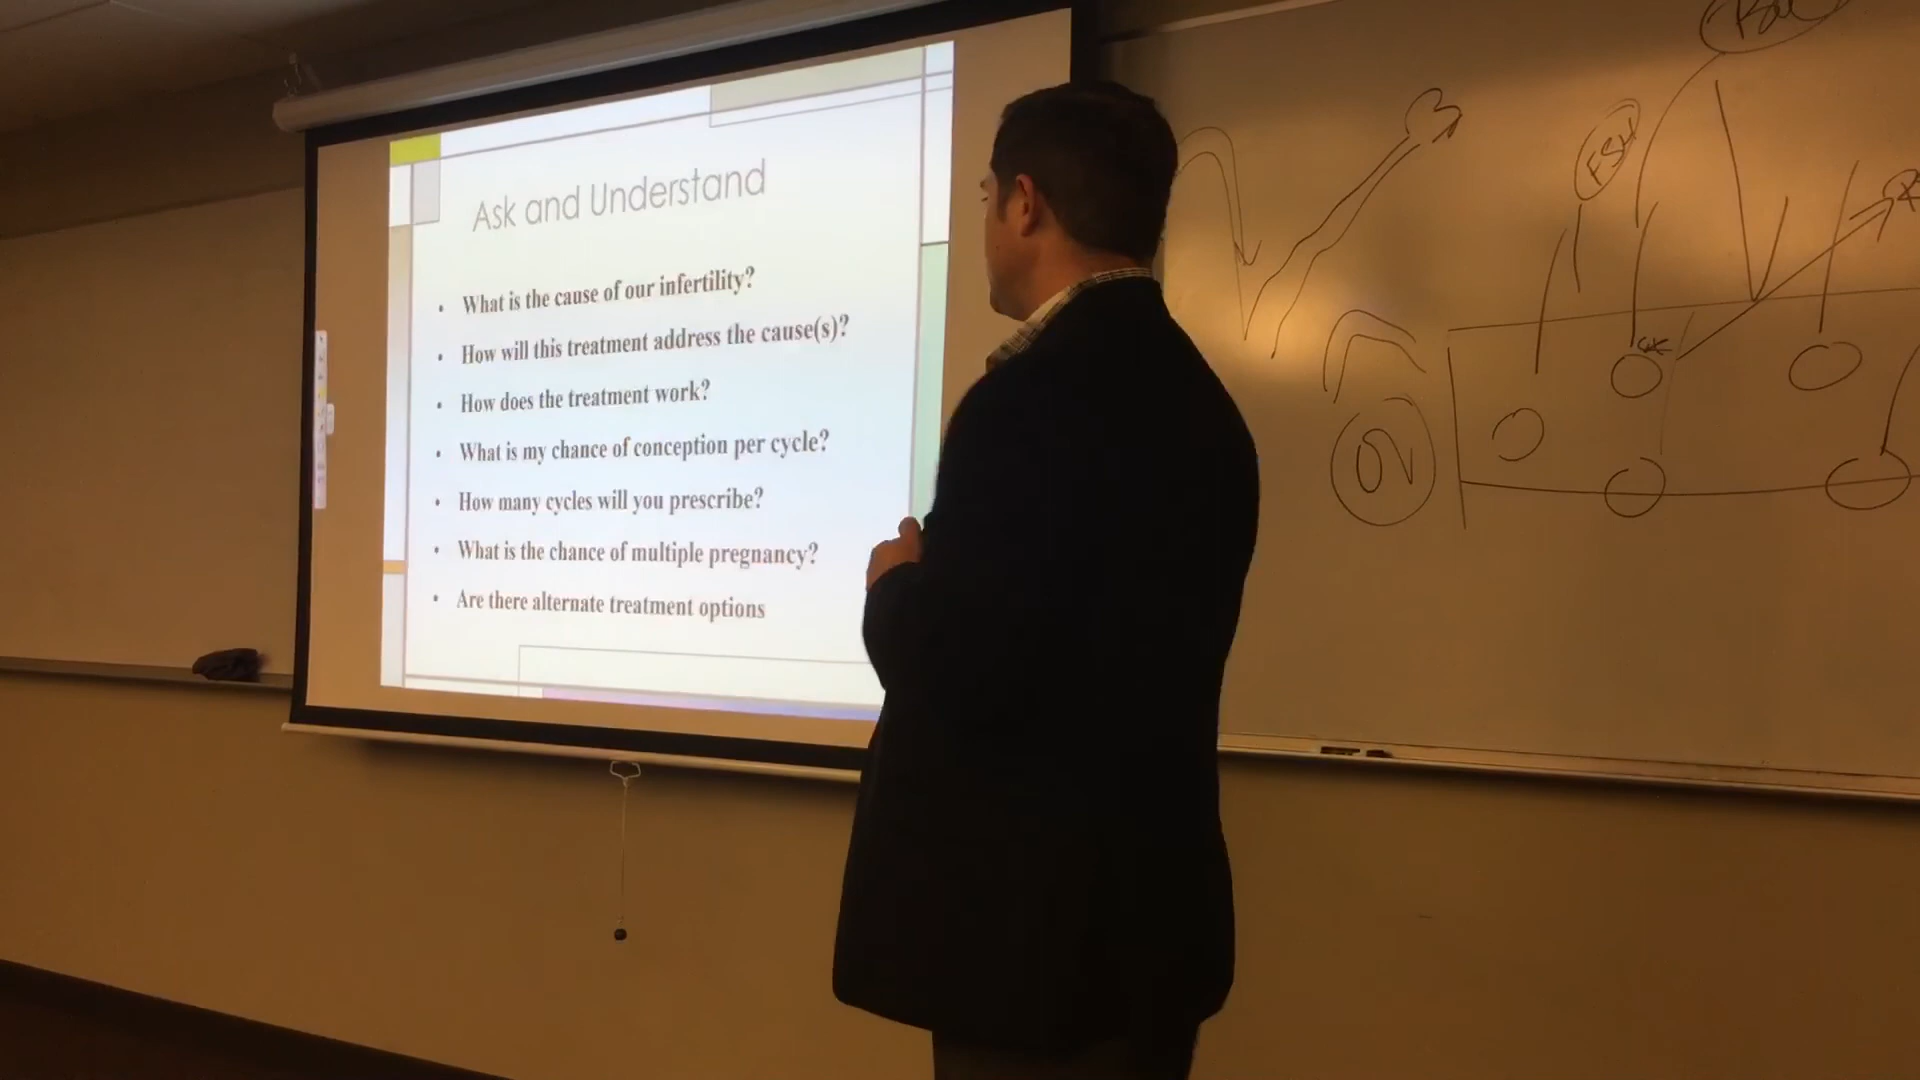 Ask and Understand
• What is the cause of our infertility?
• How will this treatment address the cause(s)?
• How does the treatment work?
• What is my chance of conception per cycle?
• How many cycles will you prescribe?
• What is the chance of multiple pregnancy?
• Are there alternate treatment options
FSH
OV